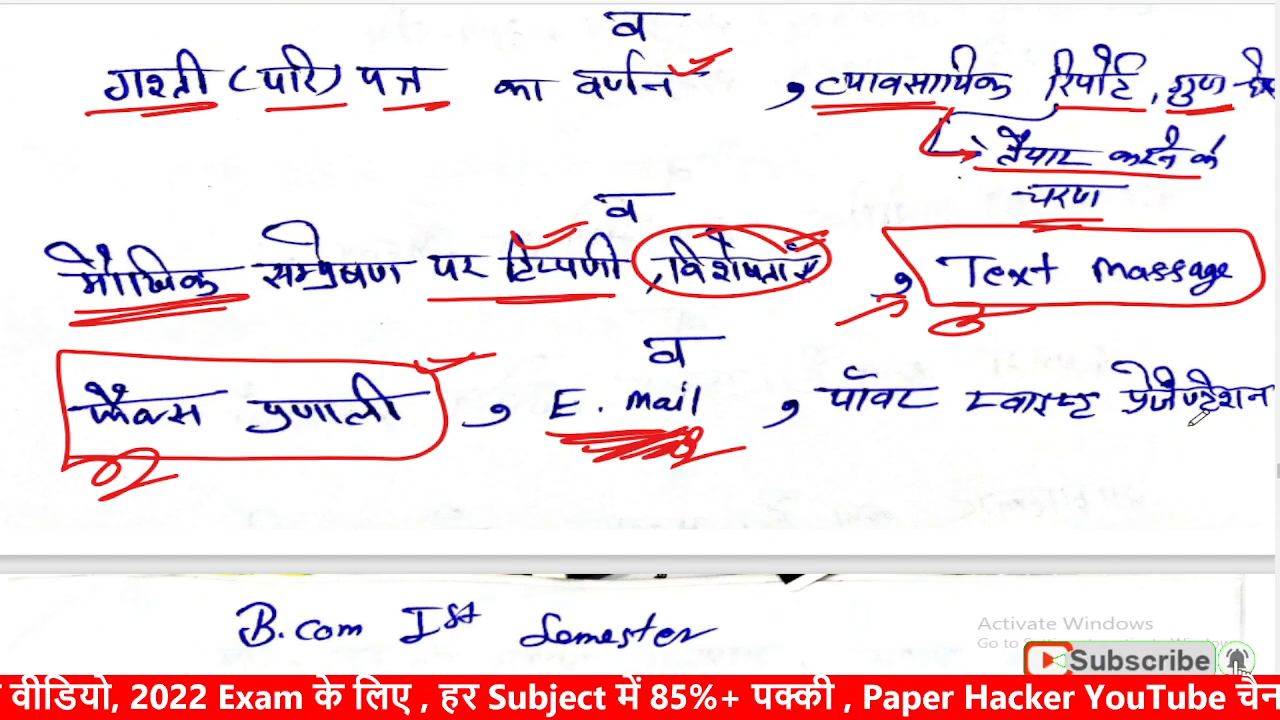 व
गश्ती (परि) पत्र का वर्णन , व्यावसायिक रिपोर्ट, गुण-दोष
तैयार करने के
चरण
व
मौखिक सम्प्रेषण पर टिप्पणी, विशेषताएँ , Text Massage
व
फैक्स प्रणाली , E. mail , पॉवर प्वाइण्ट प्रेजेण्टेशन
B.com Ist Semester
Activate Windows
Subscribe
वीडियो, 2022 Exam के लिए , हर Subject में 85%+ पक्की , Paper Hacker YouTube